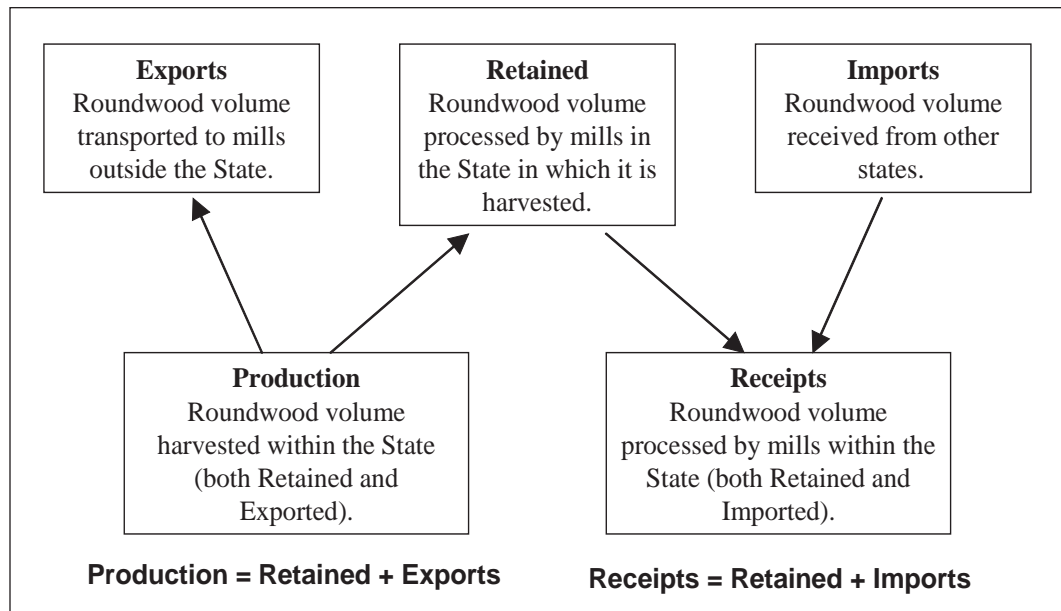 Exports
Roundwood volume
transported to mills
outside the State.
Retained
Roundwood volume
processed by mills in
the State in which it is
harvested.
Imports
Roundwood volume
received from other
states.
Production
Roundwood volume
harvested within the State
(both Retained and
Exported).
Receipts
Roundwood volume
processed by mills within the
State (both Retained and
Imported).
Production = Retained + Exports
Receipts = Retained + Imports